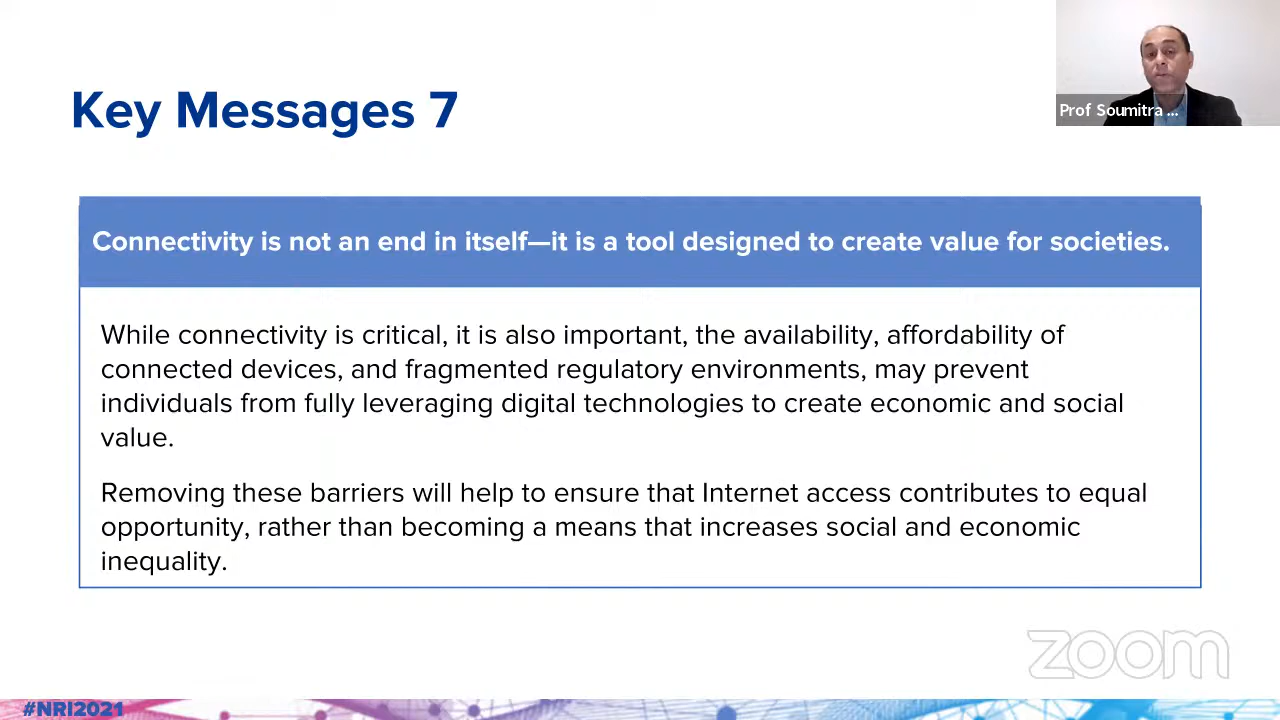 Prof Soumitra ...
Key Messages 7
Connectivity is not an end in itself—it is a tool designed to create value for societies.
While connectivity is critical, it is also important, the availability, affordability of
connected devices, and fragmented regulatory environments, may prevent
individuals from fully leveraging digital technologies to create economic and social
value.
Removing these barriers will help to ensure that Internet access contributes to equal
opportunity, rather than becoming a means that increases social and economic
inequality.
zoom
#NRI2021